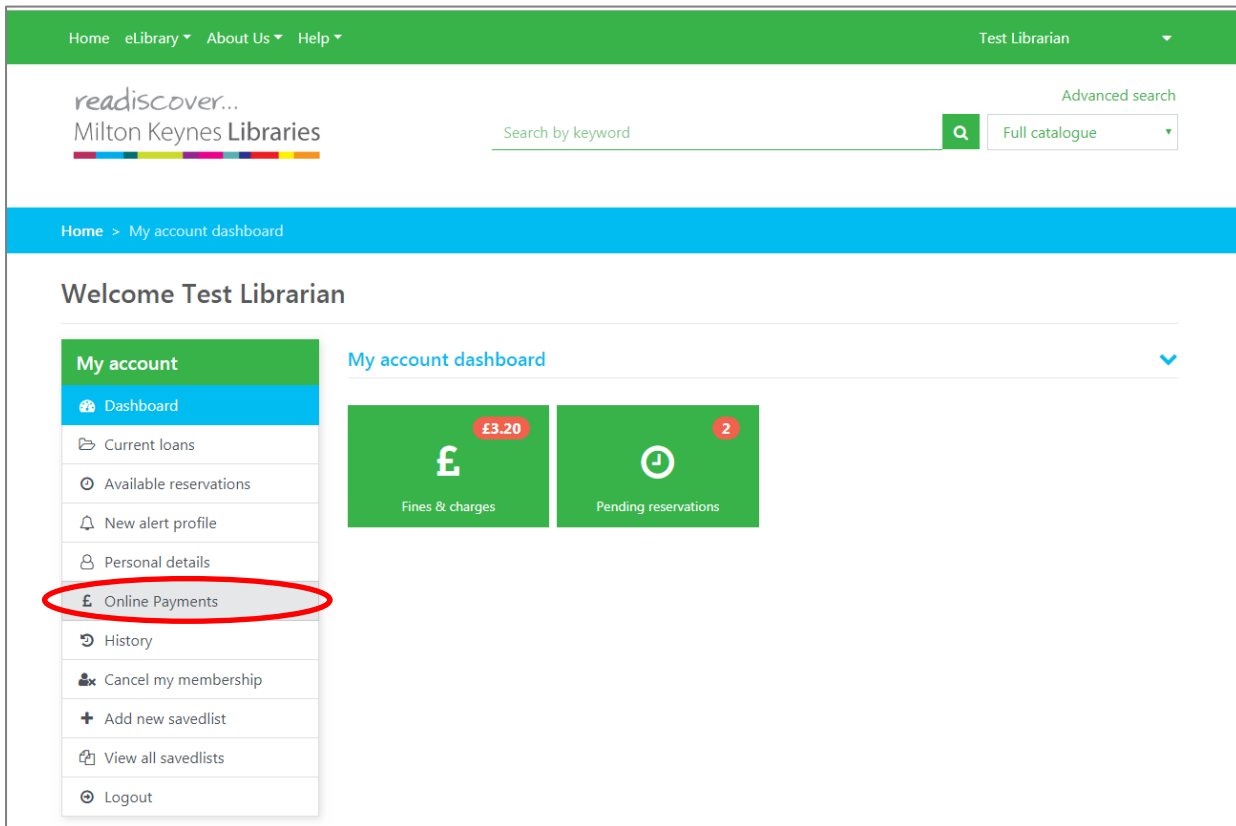 Home eLibrary About Us Help Test Librarian
readiscover...
Advanced search
Milton Keynes Libraries
Search by keyword
Full catalogue
Home > My account dashboard
Welcome Test Librarian
My account
Dashboard
Current loans
Available reservations
New alert profile
Personal details
£ Online Payments
History
Cancel my membership
Add new savedlist
View all savedlists
Logout
My account dashboard
£3.20
£
Fines & charges
2
Pending reservations